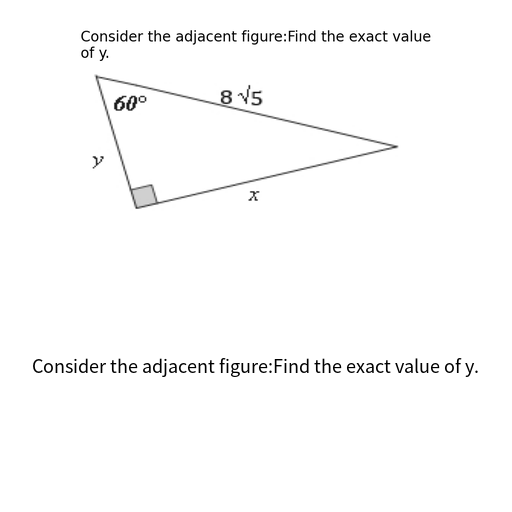 Consider the adjacent figure:Find the exact value
of y.
60°
8 √5
y
x
Consider the adjacent figure:Find the exact value of y.